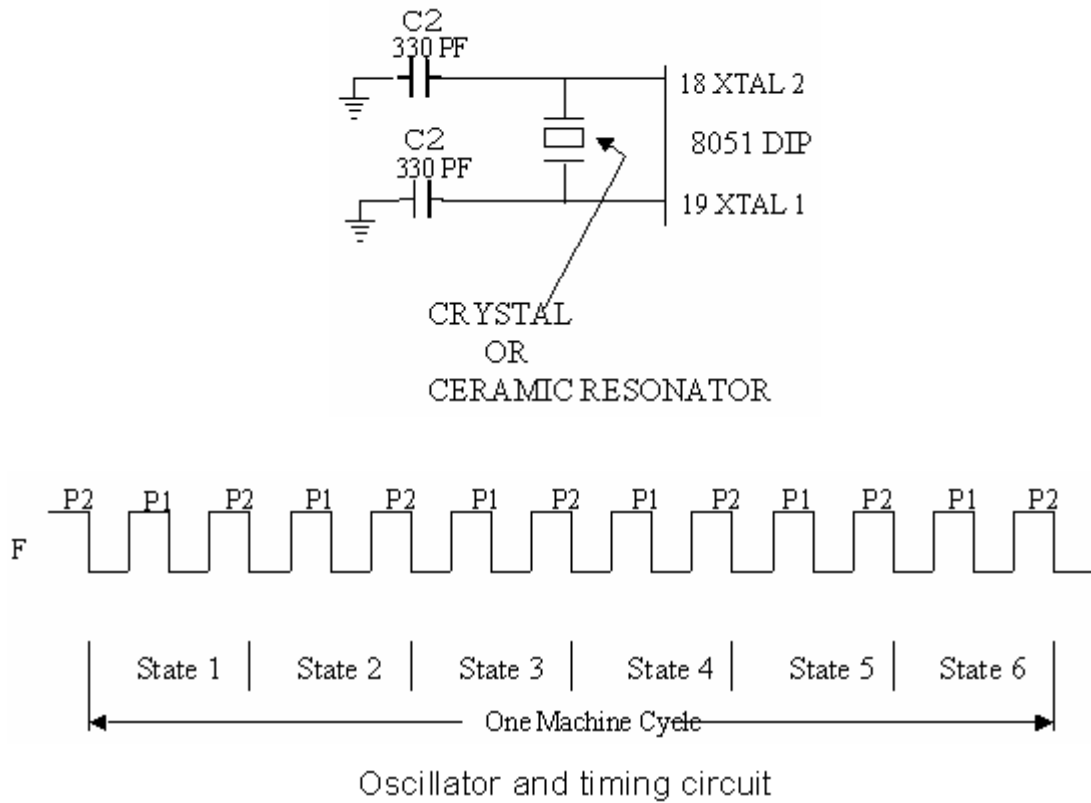 C2
330 PF
18 XTAL 2
C2
8051 DIP
330 PF
19 XTAL 1
CRYSTAL
OR
CERAMIC RESONATOR
P2 P1 P2 P1 P2 P1 P2 P1 P2 P1 P2 P1 P2
F
State 1 State 2 State 3 State 4 State 5 State 6
One Machine Cycle
Oscillator and timing circuit